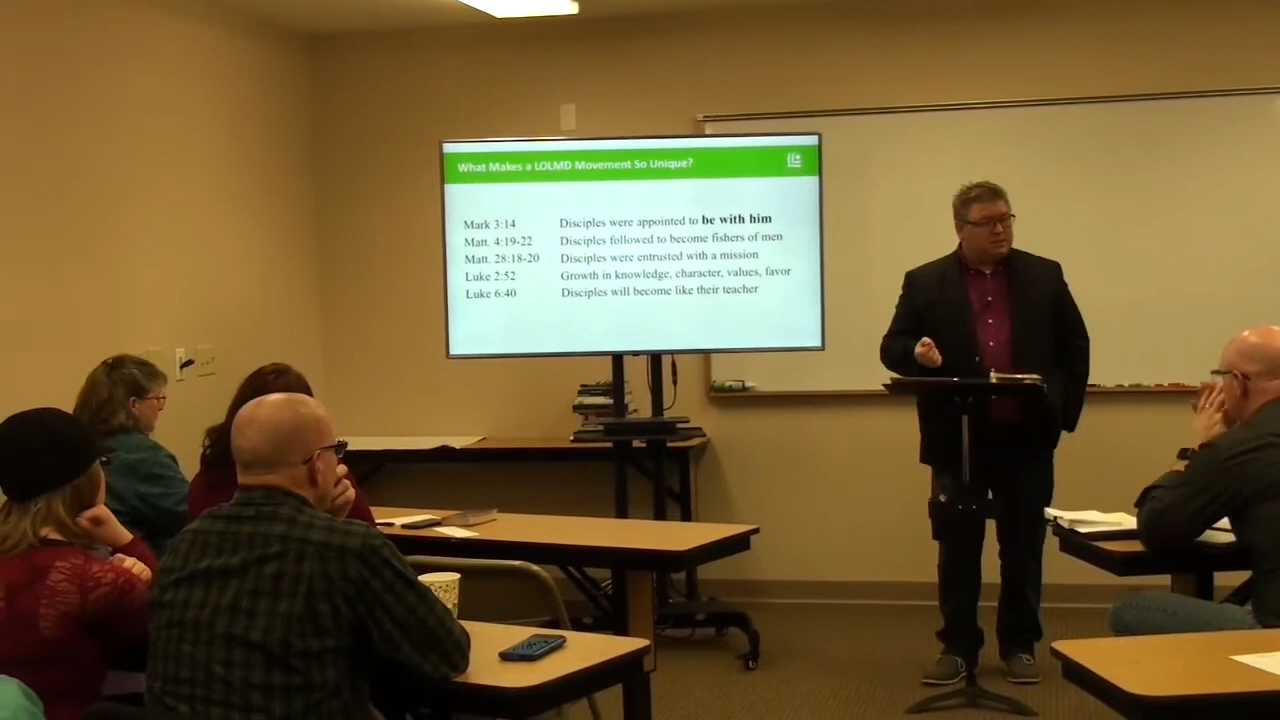 What Makes a LOLMD Movement So Unique?
Mark 3:14 Disciples were appointed to be with him
Matt. 4:19-22 Disciples followed to become fishers of men
Matt. 28:18-20 Disciples were entrusted with a mission
Luke 2:52 Growth in knowledge, character, values, favor
Luke 6:40 Disciples will become like their teacher